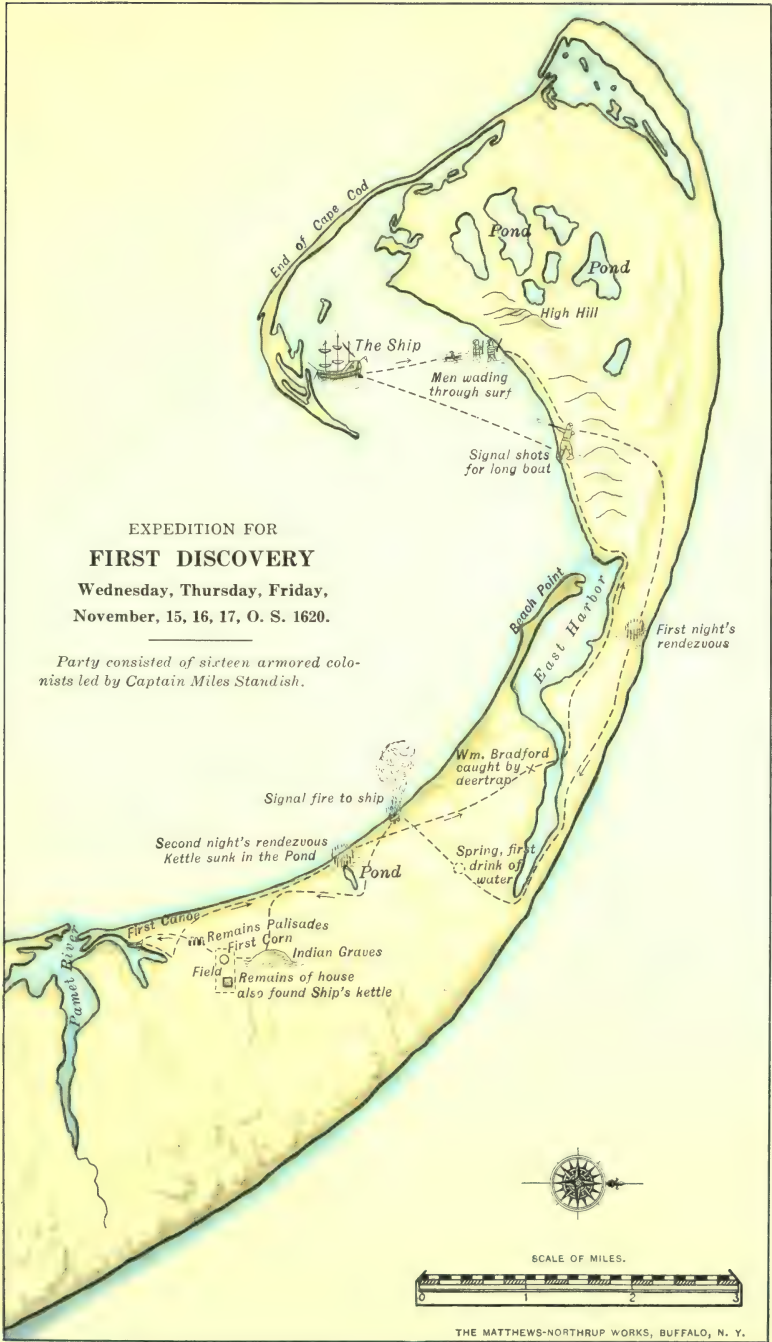 End of Cape Cod
Pond
Pond
High Hill
The Ship
Men wading
through surf
Signal shots
for long boat
EXPEDITION FOR
FIRST DISCOVERY
Wednesday, Thursday, Friday,
November, 15, 16, 17, O. S. 1620.
Party consisted of sixteen armored colo-
nists led by Captain Miles Standish.
Beach Point
East Harbor
First night's
rendezvous
Wm. Bradford
caught by
deertrap
Signal fire to ship
Second night's rendezvous
Kettle sunk in the Pond
Pond
Spring, first
drink of
water
First Canoe
Remains Palisades
First Corn
Indian Graves
Field
Remains of house
also found Ship's kettle
Pamet River
SCALE OF MILES.
0 1 2 3
THE MATTHEWS-NORTHRUP WORKS, BUFFALO, N. Y.